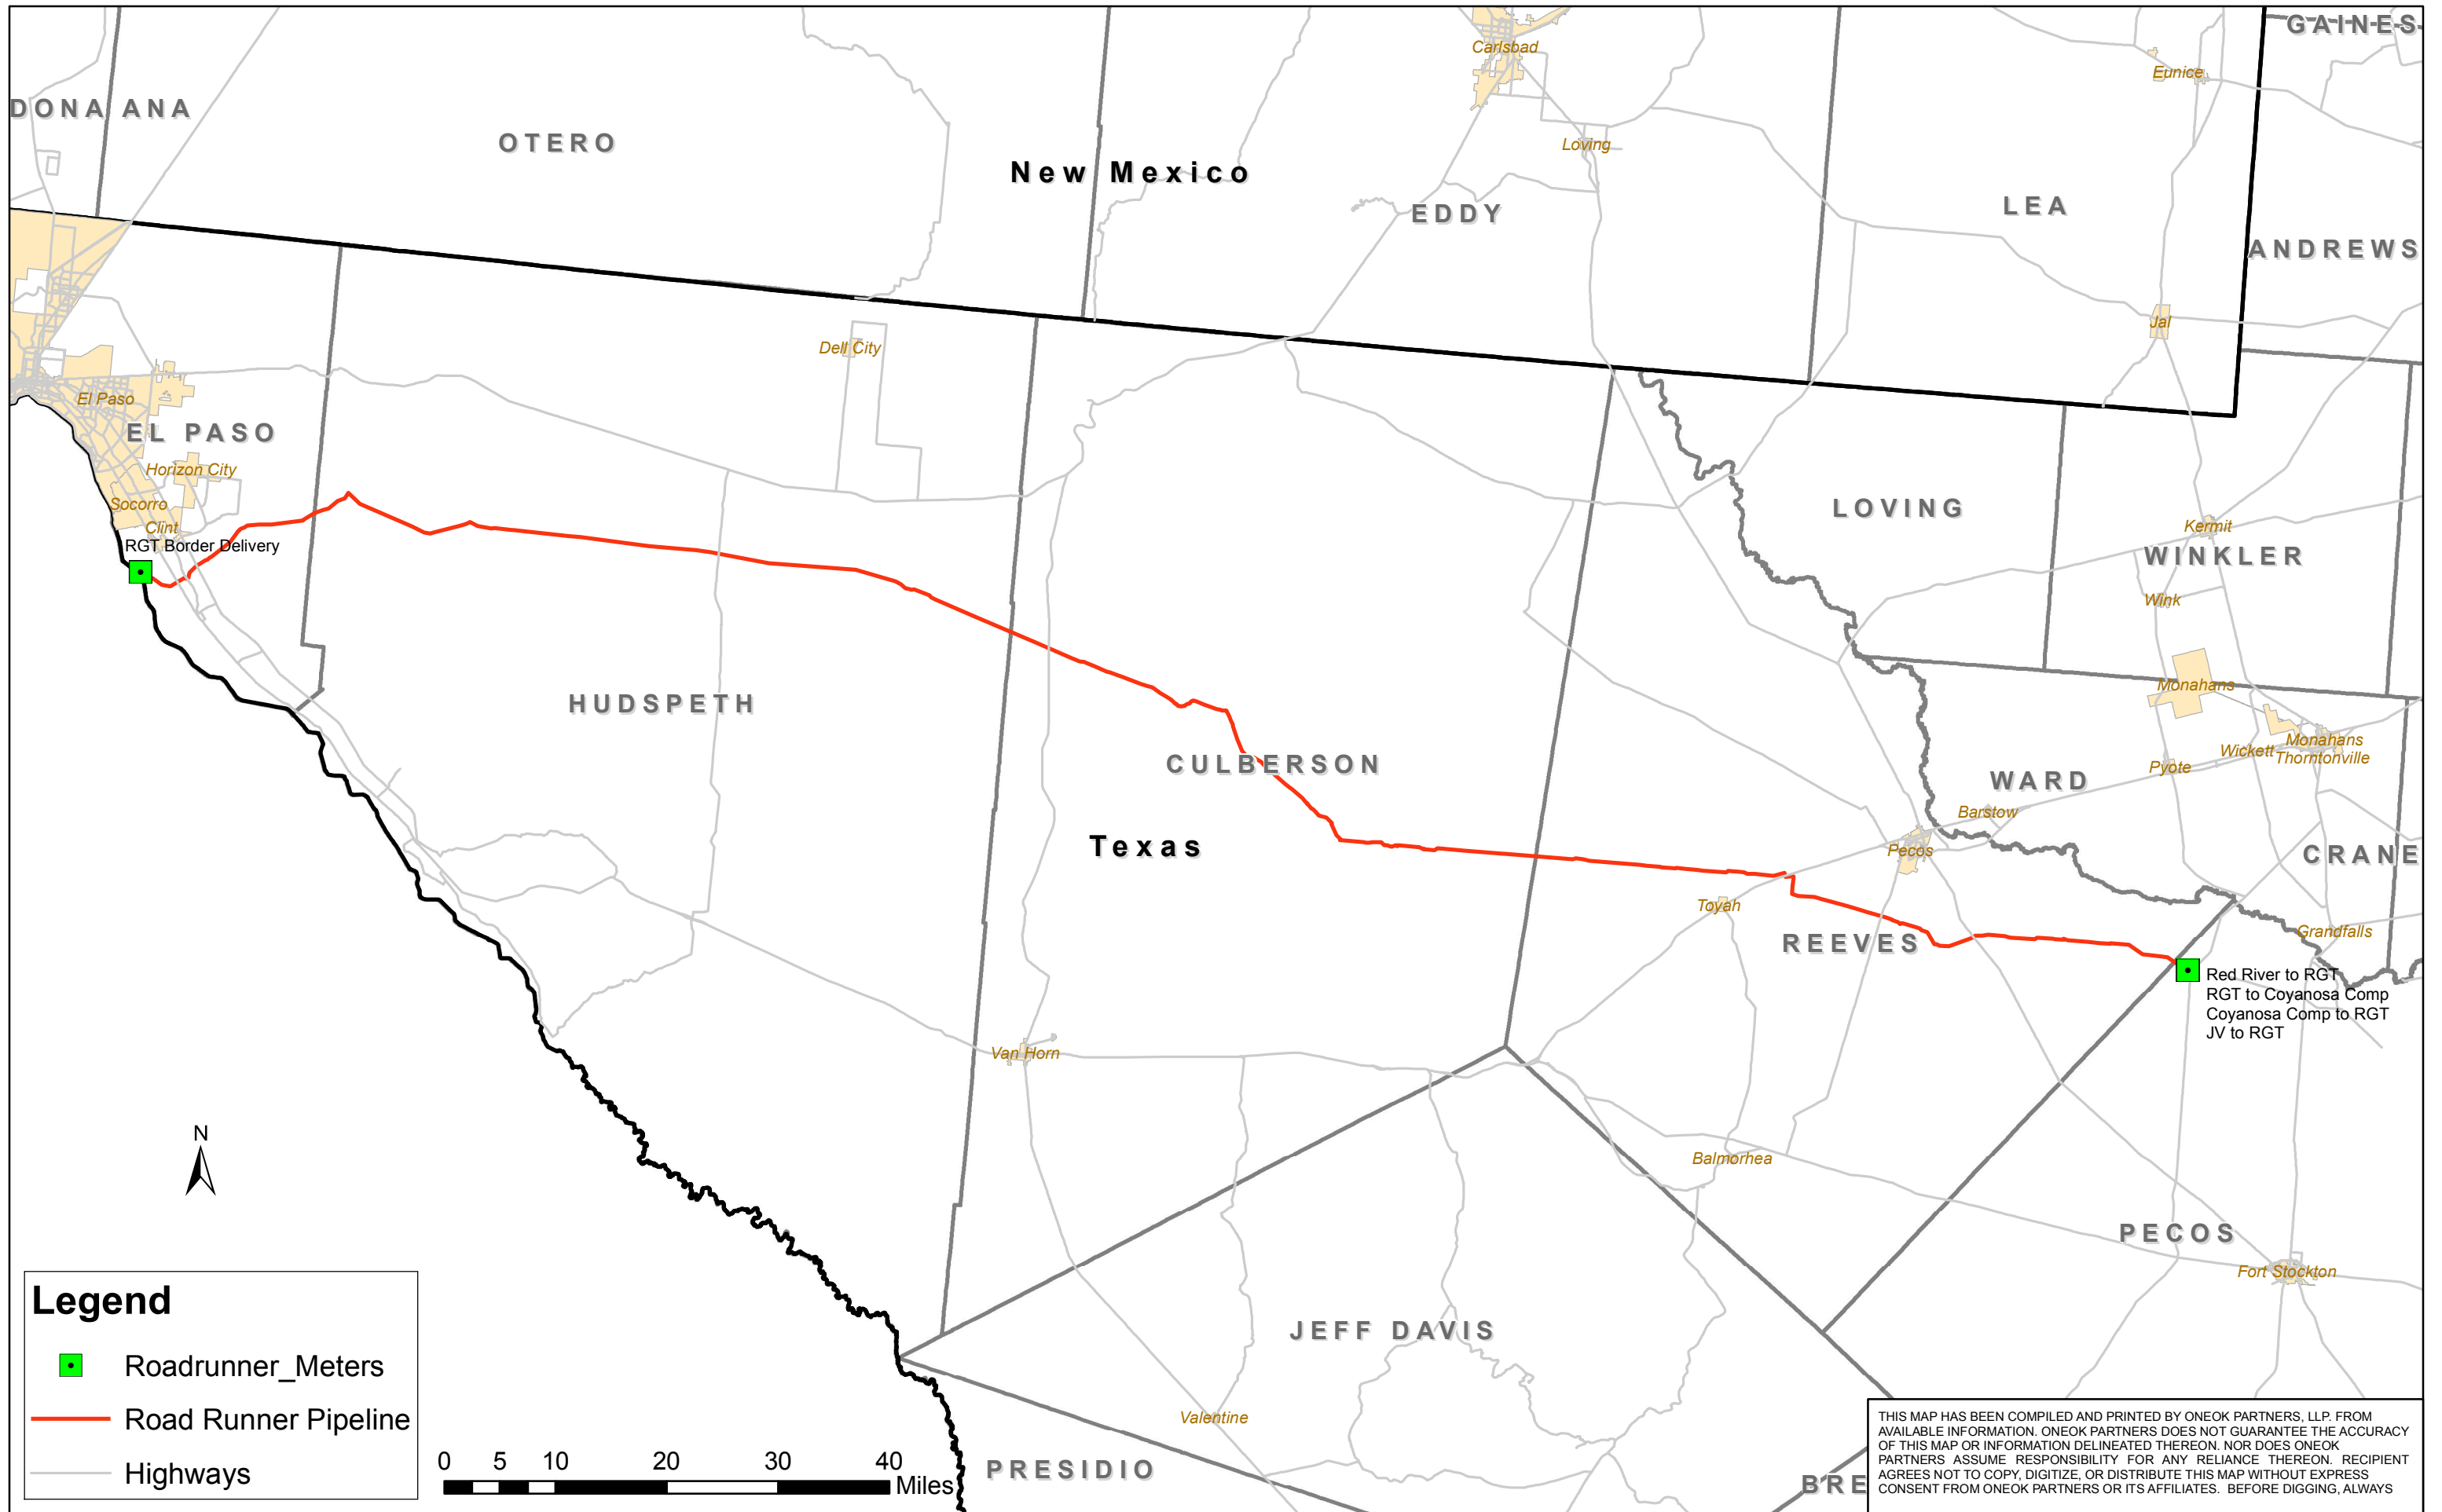 GAINES
Carlsbad
Eunice
DONA ANA
OTERO
Loving
New Mexico
EDDY
LEA
ANDREWS
Jal
Dell City
El Paso
EL PASO
Horizon City
Socorro
Clint
RGT Border Delivery
LOVING
Kermit
WINKLER
Wink
Monahans
HUDSPETH
CULBERSON
Monahans
Wickett
Thorntonville
Pyote
WARD
Barstow
Texas
Pecos
CRANE
Toyah
REEVES
Grandfalls
Red River to RGT
RGT to Coyanosa Comp
Coyanosa Comp to RGT
JV to RGT
Van Horn
N
Balmorhea
PECOS
Fort Stockton
JEFF DAVIS
Valentine
PRESIDIO
BRE
Legend
Roadrunner_Meters
Road Runner Pipeline
Highways
0 5 10 20 30 40
Miles
THIS MAP HAS BEEN COMPILED AND PRINTED BY ONEOK PARTNERS, LLP. FROM
AVAILABLE INFORMATION. ONEOK PARTNERS DOES NOT GUARANTEE THE ACCURACY
OF THIS MAP OR INFORMATION DELINEATED THEREON. NOR DOES ONEOK
PARTNERS ASSUME RESPONSIBILITY FOR ANY RELIANCE THEREON. RECIPIENT
AGREES NOT TO COPY, DIGITIZE, OR DISTRIBUTE THIS MAP WITHOUT EXPRESS
CONSENT FROM ONEOK PARTNERS OR ITS AFFILIATES. BEFORE DIGGING, ALWAYS